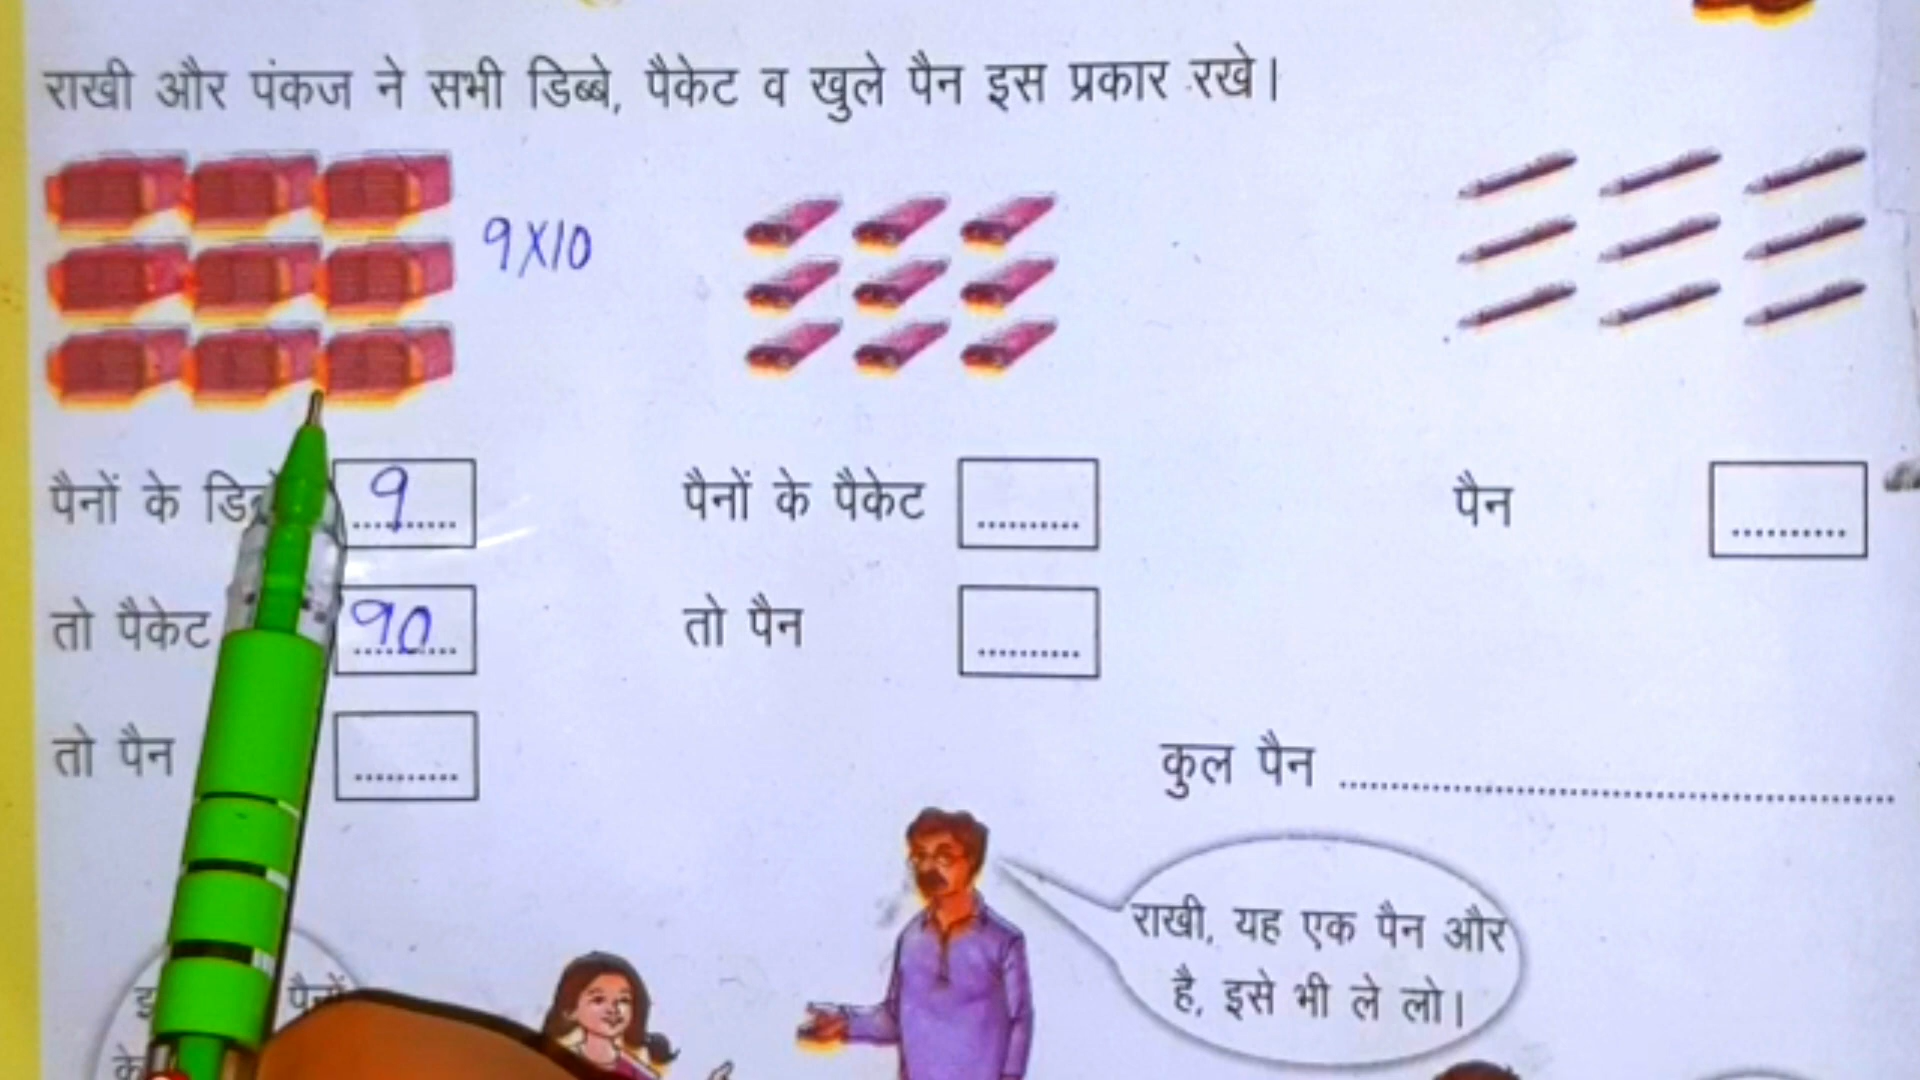 राखी और पंकज ने सभी डिब्बे, पैकेट व खुले पैन इस प्रकार रखे।
9X10
पैनों के 9 पैनों के पैकेट .......... पैन ..........
तो पैकेट 90 तो पैन ..........
तो पैन .......... कुल पैन ..........
राखी, यह एक पैन और
है, इसे भी ले लो।
पैनों